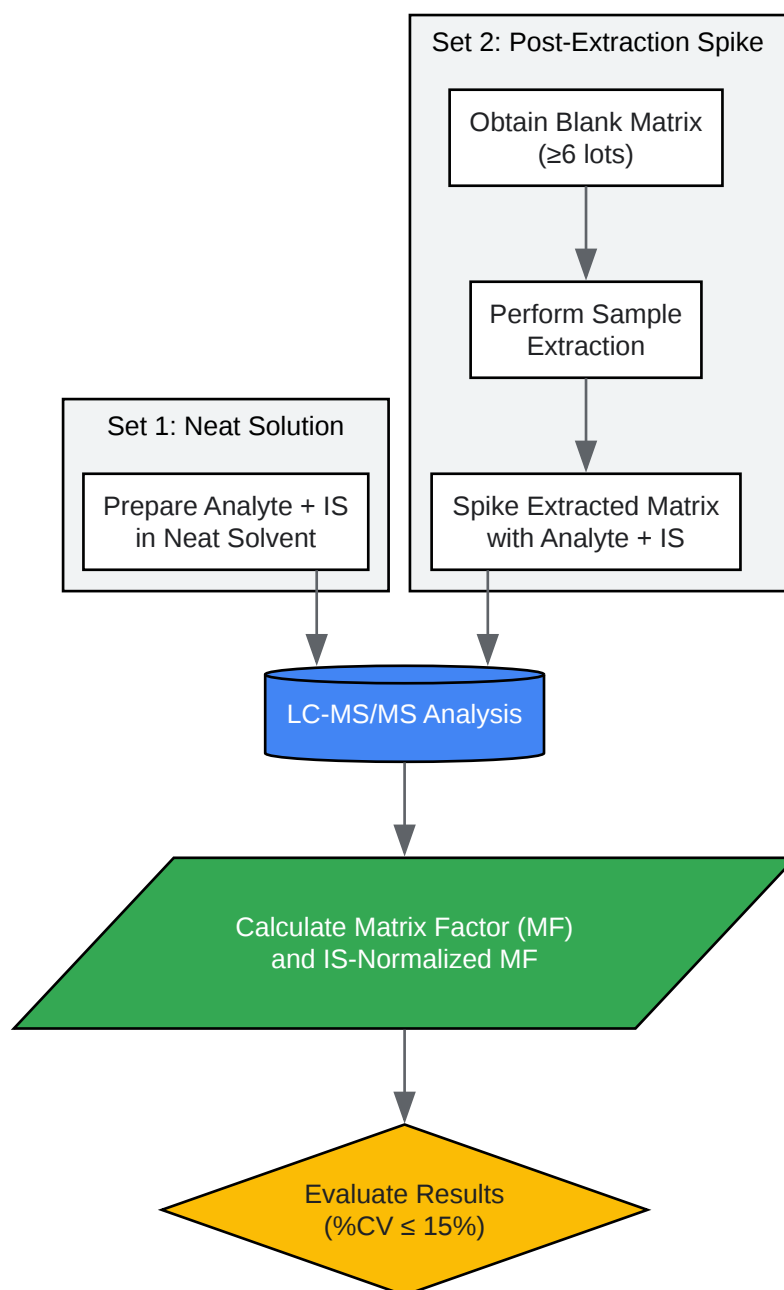 Set 2: Post-Extraction Spike
Obtain Blank Matrix
(≥6 lots)
Perform Sample
Extraction
Spike Extracted Matrix
with Analyte + IS
Set 1: Neat Solution
Prepare Analyte + IS
in Neat Solvent
LC-MS/MS Analysis
Calculate Matrix Factor (MF)
and IS-Normalized MF
Evaluate Results
(%CV ≤ 15%)